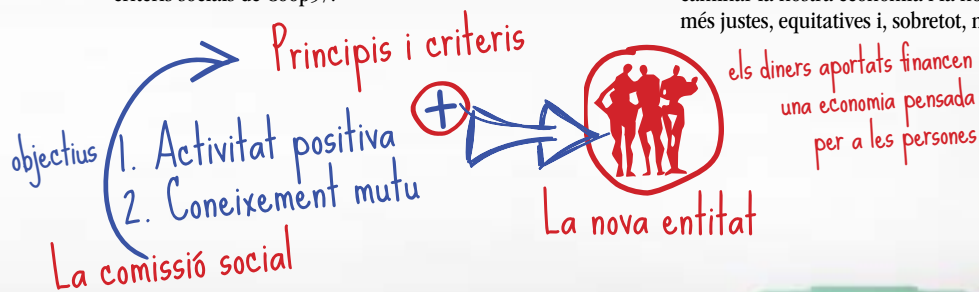 més justes, equitatives i, sobretot,
Principis i criteris
objectius
1. Activitat positiva
2. Coneixement mutu
La comissió social
+
La nova entitat
els diners aportats financen
una economia pensada
per a les persones